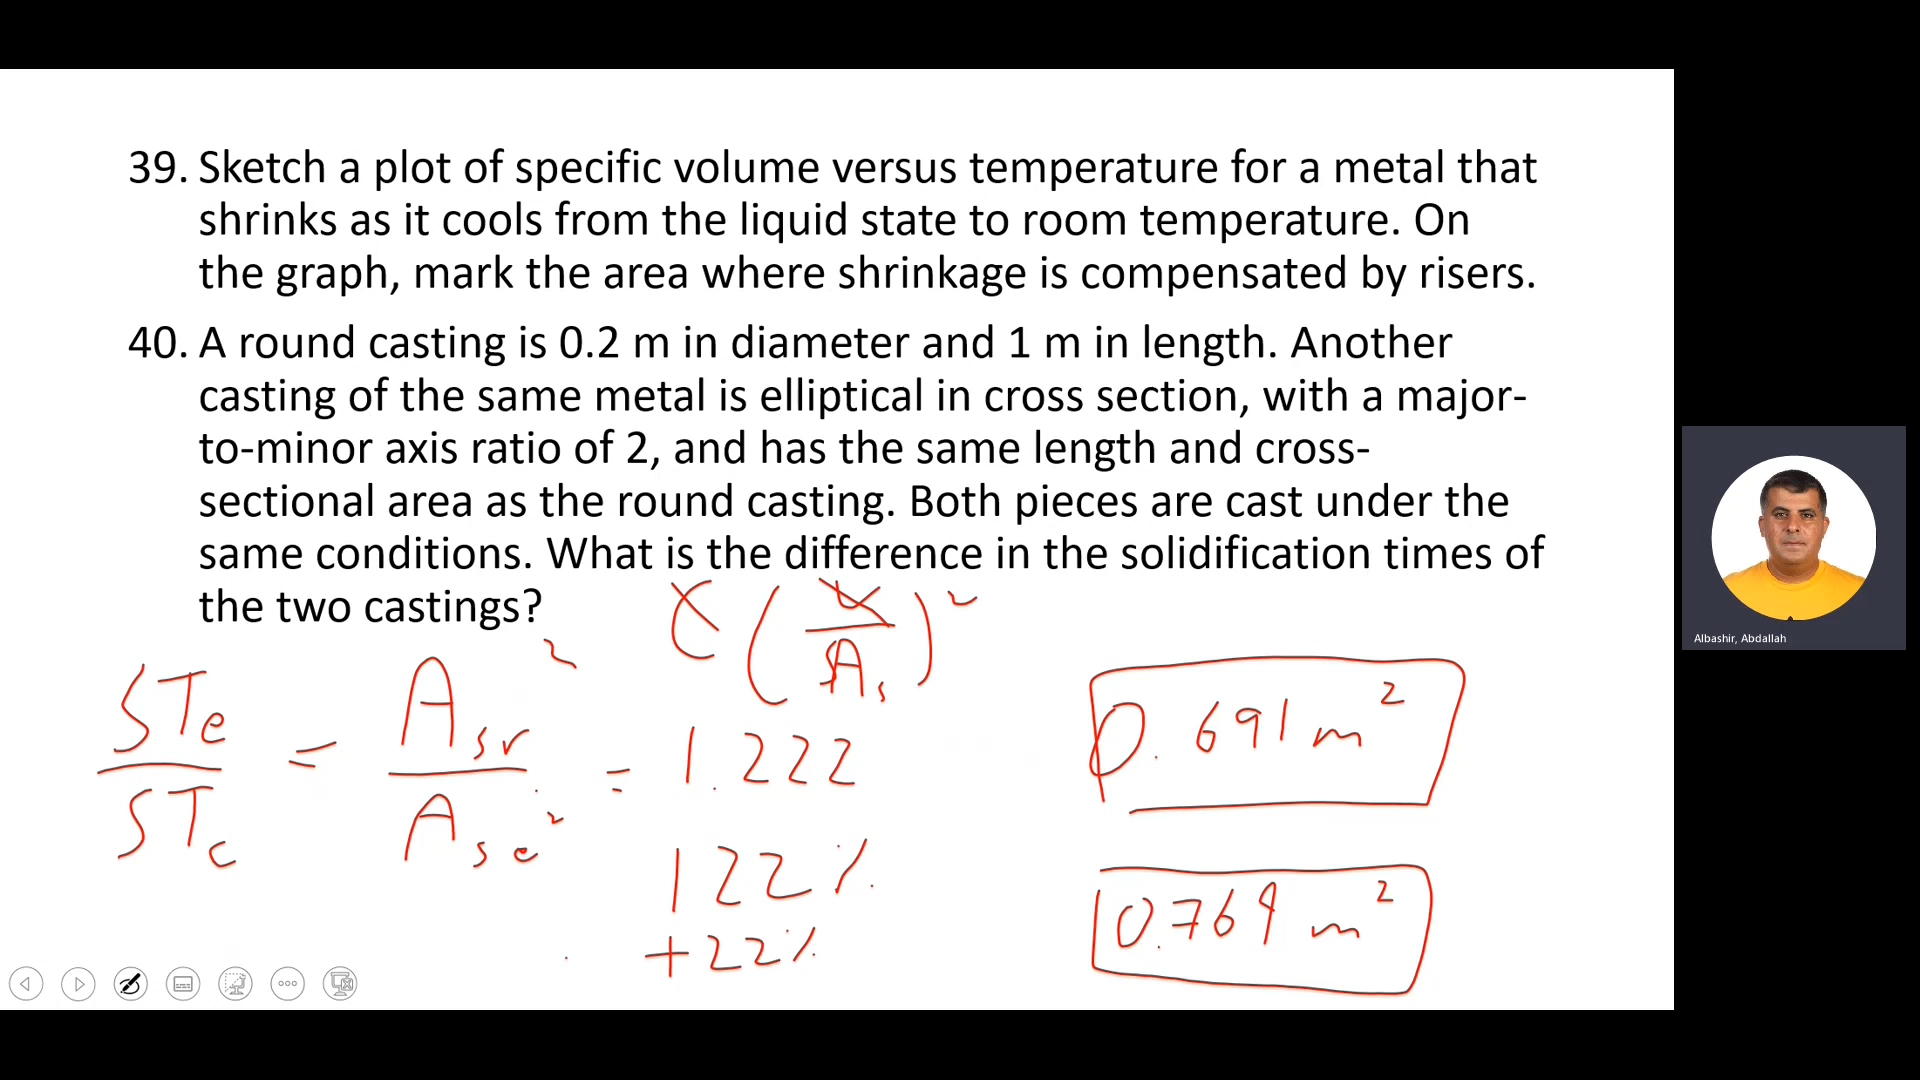 39. Sketch a plot of specific volume versus temperature for a metal that
shrinks as it cools from the liquid state to room temperature. On
the graph, mark the area where shrinkage is compensated by risers.
40. A round casting is 0.2 m in diameter and 1 m in length. Another
casting of the same metal is elliptical in cross section, with a major-
to-minor axis ratio of 2, and has the same length and cross-
sectional area as the round casting. Both pieces are cast under the
same conditions. What is the difference in the solidification times of
the two castings?
C (V/As)²
STe/STc = Asr²/Ase² = 1.222
122%
+22%
0.691 m²
0.769 m²
Albashir, Abdallah